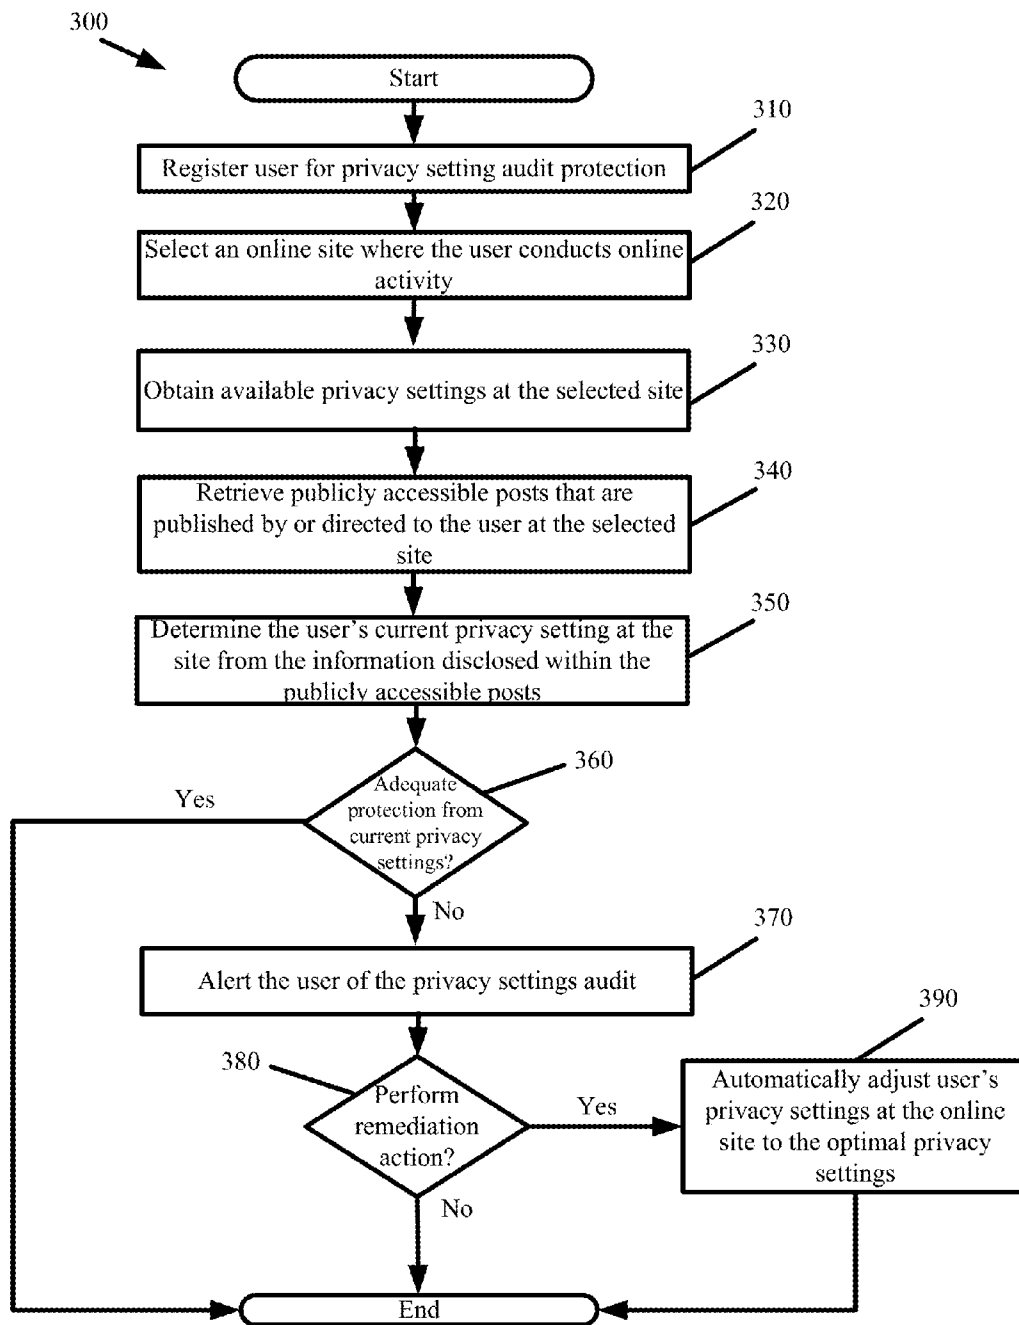 300
Start
310
Register user for privacy setting audit protection
320
Select an online site where the user conducts online
activity
330
Obtain available privacy settings at the selected site
340
Retrieve publicly accessible posts that are
published by or directed to the user at the selected
site
350
Determine the user's current privacy setting at the
site from the information disclosed within the
publicly accessible posts
360
Adequate
protection from
current privacy
settings?
Yes
No
370
Alert the user of the privacy settings audit
380
Perform
remediation
action?
Yes
No
390
Automatically adjust user's
privacy settings at the online
site to the optimal privacy
settings
End